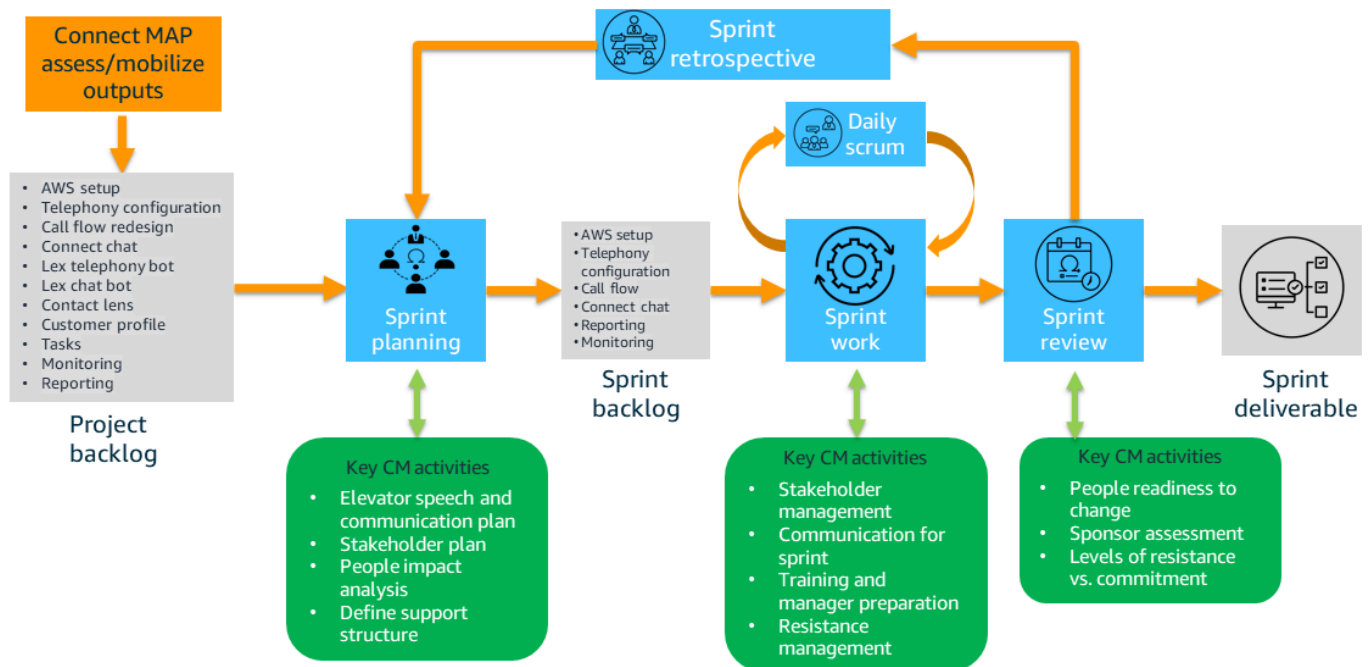 Connect MAP
assess/mobilize
outputs
Sprint
retrospective
Daily
scrum
• AWS setup
• Telephony configuration
• Call flow redesign
• Connect chat
• Lex telephony bot
• Lex chat bot
• Contact lens
• Customer profile
• Tasks
• Monitoring
• Reporting
Project
backlog
Sprint
planning
•AWS setup
•Telephony
configuration
•Call flow
•Connect chat
•Reporting
•Monitoring
Sprint
backlog
Sprint
work
Sprint
review
Sprint
deliverable
Key CM activities
• Elevator speech and
communication plan
• Stakeholder plan
• People impact
analysis
• Define support
structure
Key CM activities
• Stakeholder
management
• Communication for
sprint
• Training and
manager preparation
• Resistance
management
Key CM activities
• People readiness to
change
• Sponsor assessment
• Levels of resistance
vs. commitment